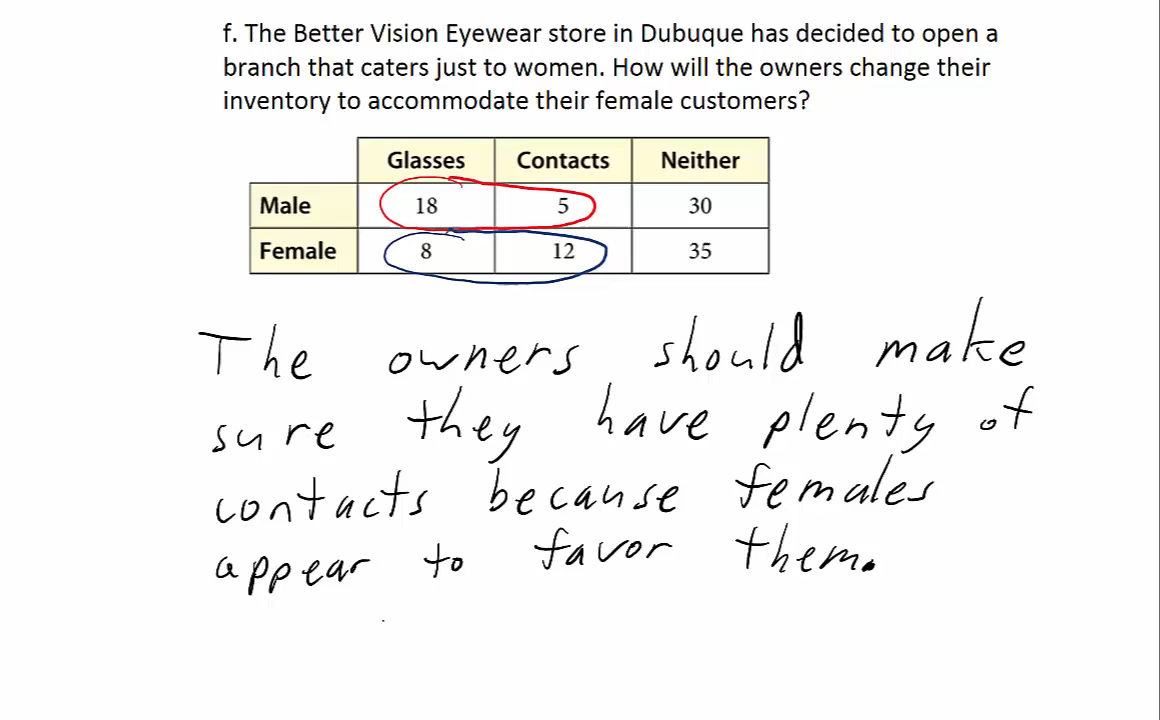 f. The Better Vision Eyewear store in Dubuque has decided to open a
branch that caters just to women. How will the owners change their
inventory to accommodate their female customers?
Glasses Contacts Neither
Male 18 5 30
Female 8 12 35
The owners should make
sure they have plenty of
contacts because females
appear to favor them.